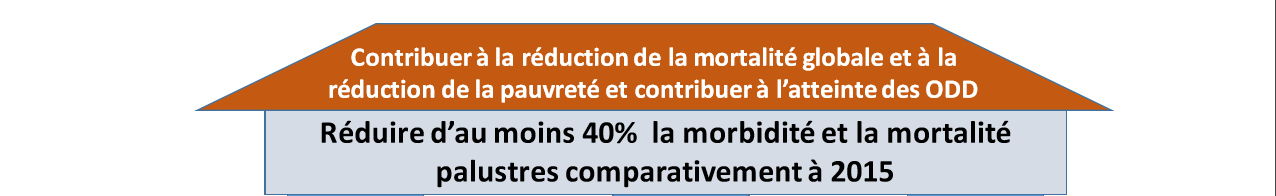 Contribuer à la réduction de la mortalité globale et à la
réduction de la pauvreté et contribuer à l’atteinte des ODD
Réduire d’au moins 40% la morbidité et la mortalité
palustres comparativement à 2015